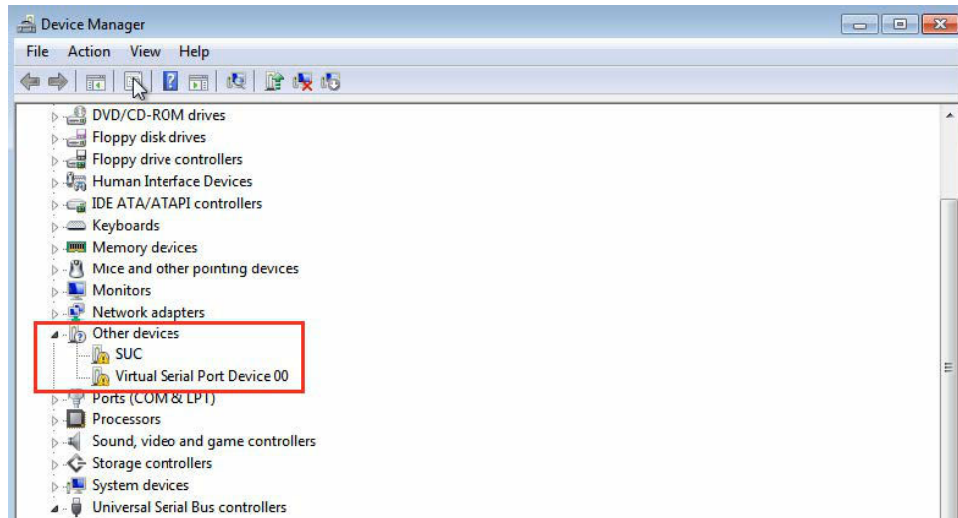 Device Manager
File Action View Help
DVD/CD-ROM drives
Floppy disk drives
Floppy drive controllers
Human Interface Devices
IDE ATA/ATAPI controllers
Keyboards
Memory devices
Mice and other pointing devices
Monitors
Network adapters
Other devices
SUC
Virtual Serial Port Device 00
Ports (COM & LPT)
Processors
Sound, video and game controllers
Storage controllers
System devices
Universal Serial Bus controllers